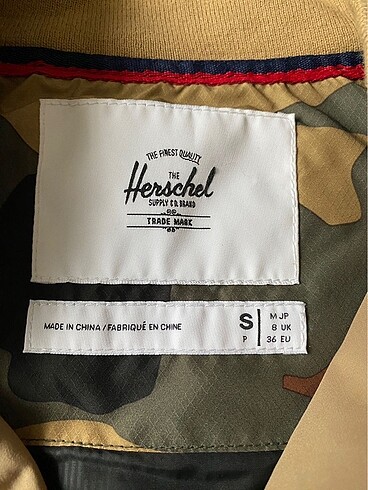 THE FINEST QUALITY
THE
Herschel
SUPPLY CO. BRAND
TRADE MARK
MADE IN CHINA / FABRIQUÉ EN CHINE
S
P
M JP
8 UK
36 EU